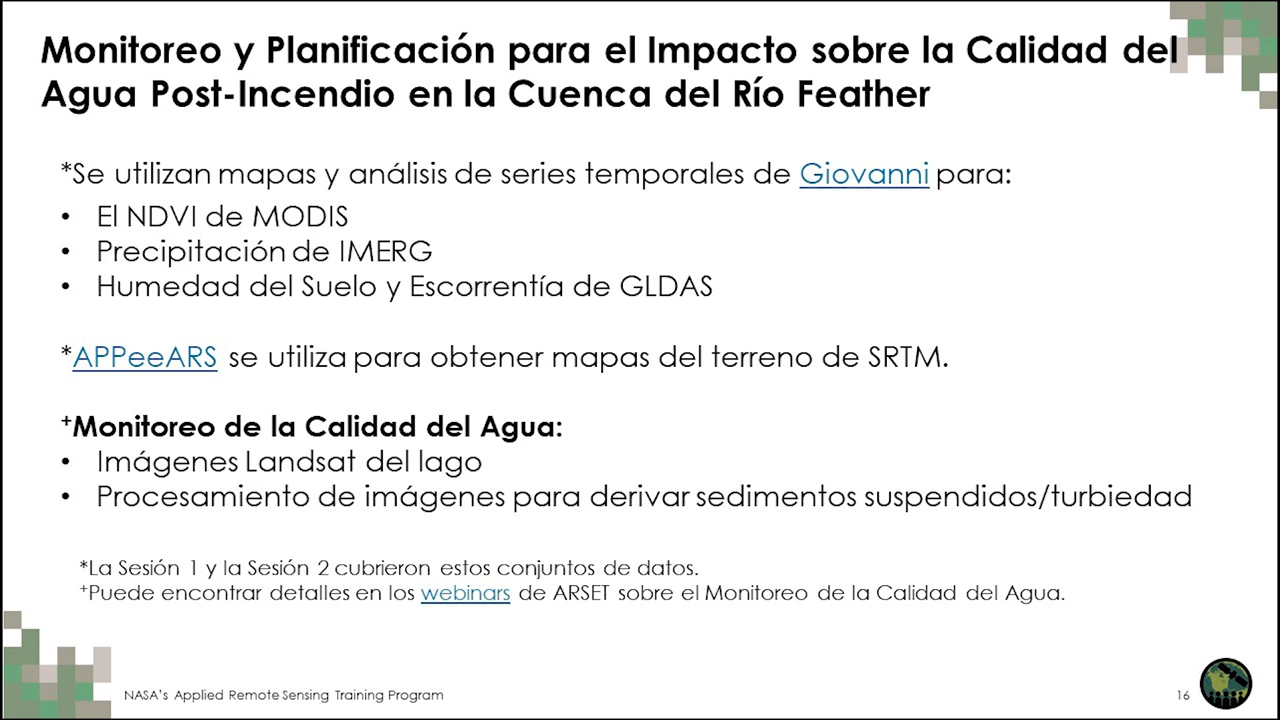 Monitoreo y Planificación para el Impacto sobre la Calidad del
Agua Post-Incendio en la Cuenca del Río Feather
*Se utilizan mapas y análisis de series temporales de Giovanni para:
• El NDVI de MODIS
• Precipitación de IMERG
• Humedad del Suelo y Escorrentía de GLDAS
*APPeeARS se utiliza para obtener mapas del terreno de SRTM.
+Monitoreo de la Calidad del Agua:
• Imágenes Landsat del lago
• Procesamiento de imágenes para derivar sedimentos suspendidos/turbiedad
*La Sesión 1 y la Sesión 2 cubrieron estos conjuntos de datos.
+Puede encontrar detalles en los webinars de ARSET sobre el Monitoreo de la Calidad del Agua.
NASA's Applied Remote Sensing Training Program
16